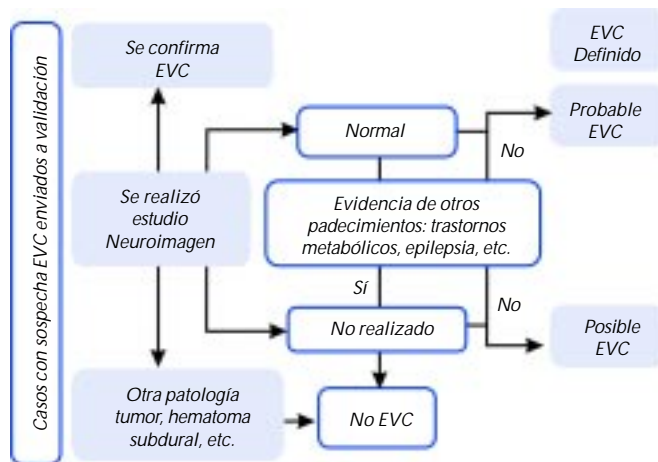 Casos con sospecha EVC enviados a validación
Se confirma
EVC
EVC
Definido
Normal
Probable
EVC
No
Se realizó
estudio
Neuroimagen
Evidencia de otros
padecimientos: trastornos
metabólicos, epilepsia, etc.
Sí
No
No realizado
Posible
EVC
Otra patología
tumor, hematoma
subdural, etc.
No EVC